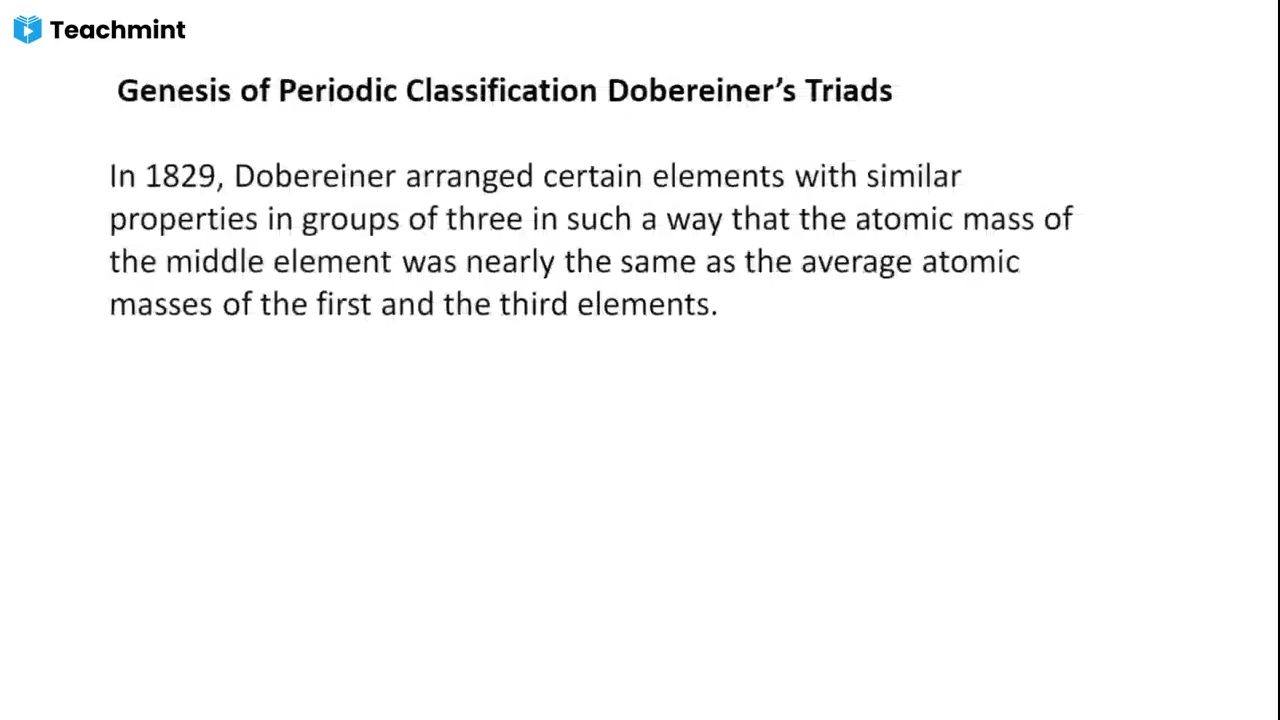 Teachmint
Genesis of Periodic Classification Dobereiner’s Triads
In 1829, Dobereiner arranged certain elements with similar
properties in groups of three in such a way that the atomic mass of
the middle element was nearly the same as the average atomic
masses of the first and the third elements.